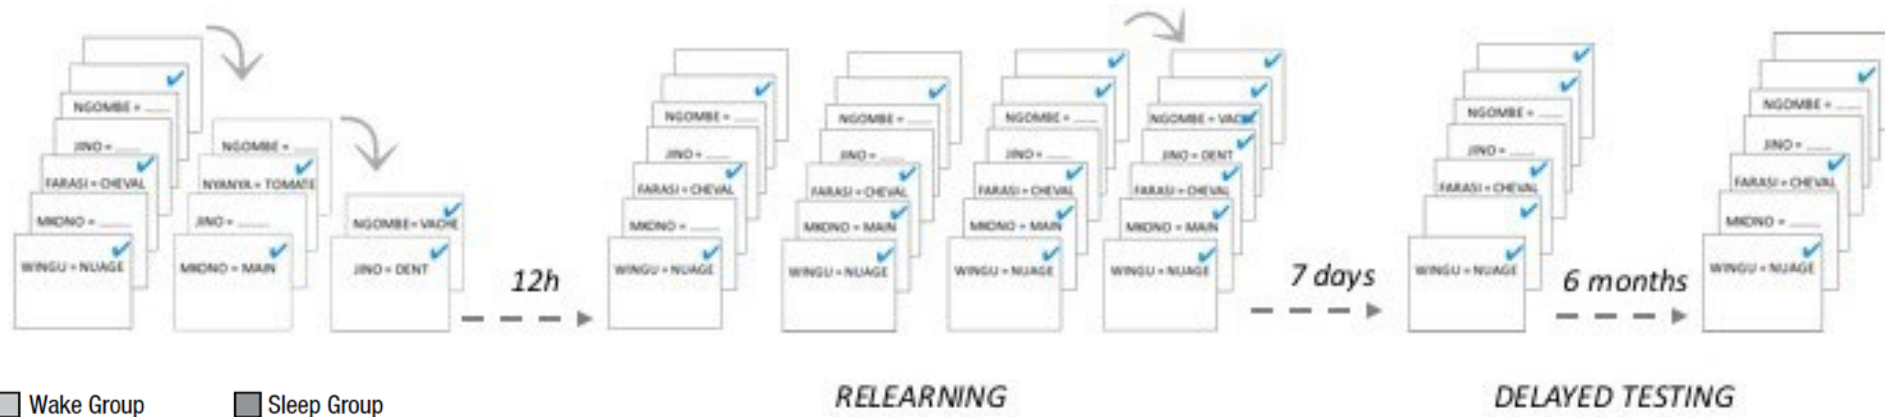 NGOMBE = ......
JINO = ......
FARASI = CHEVAL
MKONO = ......
WINGU = NUAGE
NGOMBE = ......
NYANYA = TOMATE
JINO = ......
MKONO = MAIN
NGOMBE = VACHE
JINO = DENT
12h
NGOMBE = ......
JINO = ......
FARASI = CHEVAL
MKONO = ......
WINGU = NUAGE
NGOMBE = ......
JINO = ......
FARASI = CHEVAL
MKONO = MAIN
WINGU = NUAGE
NGOMBE = ......
JINO = ......
FARASI = CHEVAL
MKONO = MAIN
WINGU = NUAGE
NGOMBE = VACHE
JINO = DENT
FARASI = CHEVAL
MKONO = MAIN
WINGU = NUAGE
7 days
NGOMBE = ......
JINO = ......
FARASI = CHEVAL
WINGU = NUAGE
6 months
NGOMBE = ......
JINO = ......
FARASI = CHEVAL
MKONO = ......
WINGU = NUAGE
Wake Group
Sleep Group
RELEARNING
DELAYED TESTING